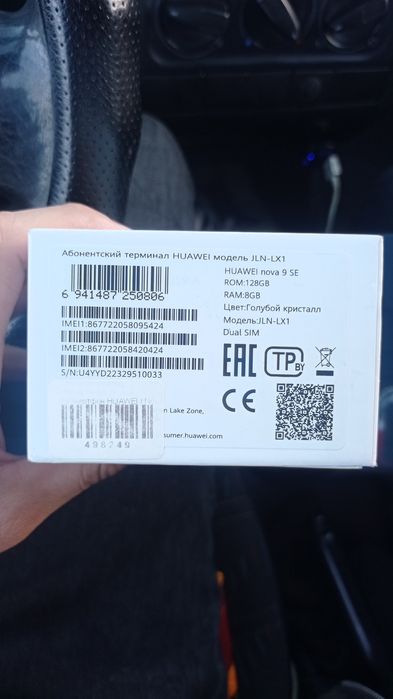 Абонентский терминал HUAWEI модель JLN-LX1
6 941487 250806
IMEI1:867722058095424
IMEI2:867722058420424
S/N:U4YYD22329510033
HUAWEI nova 9 SE
ROM:128GB
RAM:8GB
Цвет:Голубой кристалл
Модель:JLN-LX1
Dual SIM
EAC TP BY
CE
HUAWEI
n Lake Zone,
498249
sumer.huawei.com